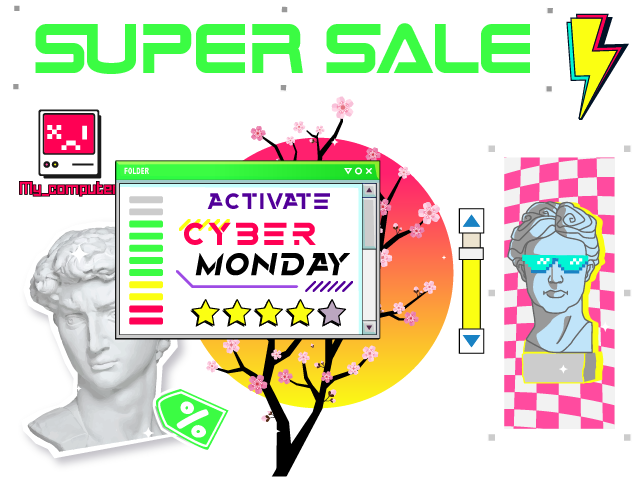 SUPER SALE
My_computer
FOLDER
ACTIVATE
CYBER
MONDAY
%